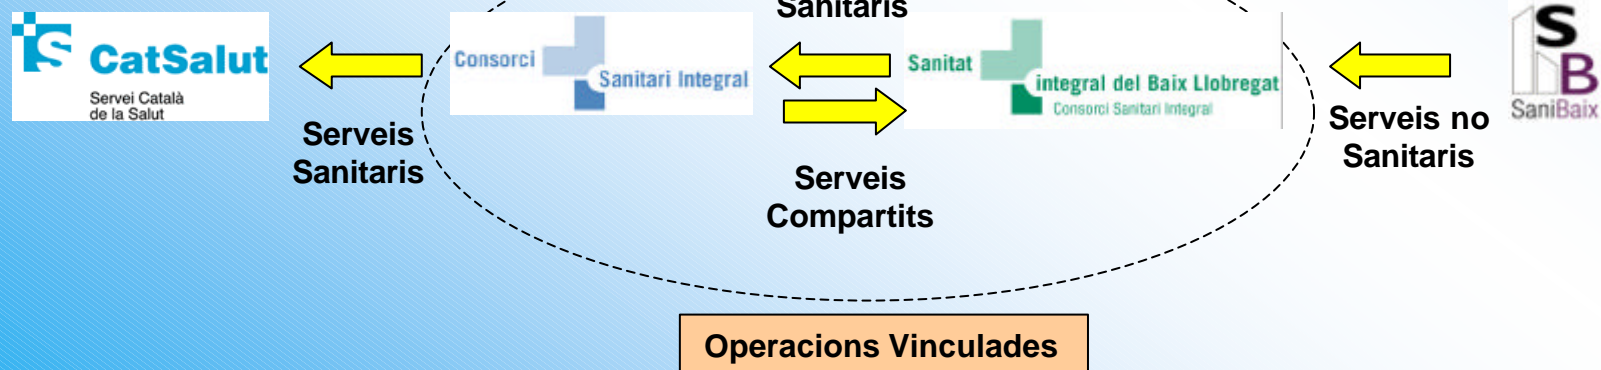 Sanitaris
CatSalut
Servei Català
de la Salut
Consorci
Sanitari Integral
Sanitat
integral del Baix Llobregat
Consorci Sanitari Integral
S
B
SaniBaix
Serveis
Sanitaris
Serveis no
Sanitaris
Serveis
Compartits
Operacions Vinculades